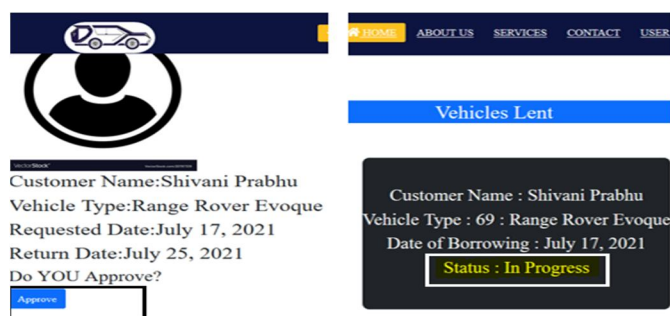 VectorStock
Customer Name:Shivani Prabhu
Vehicle Type:Range Rover Evoque
Requested Date:July 17, 2021
Return Date:July 25, 2021
Do YOU Approve?
Approve
HOME ABOUT US SERVICES CONTACT USER
Vehicles Lent
Customer Name : Shivani Prabhu
Vehicle Type : 69 : Range Rover Evoque
Date of Borrowing : July 17, 2021
Status : In Progress